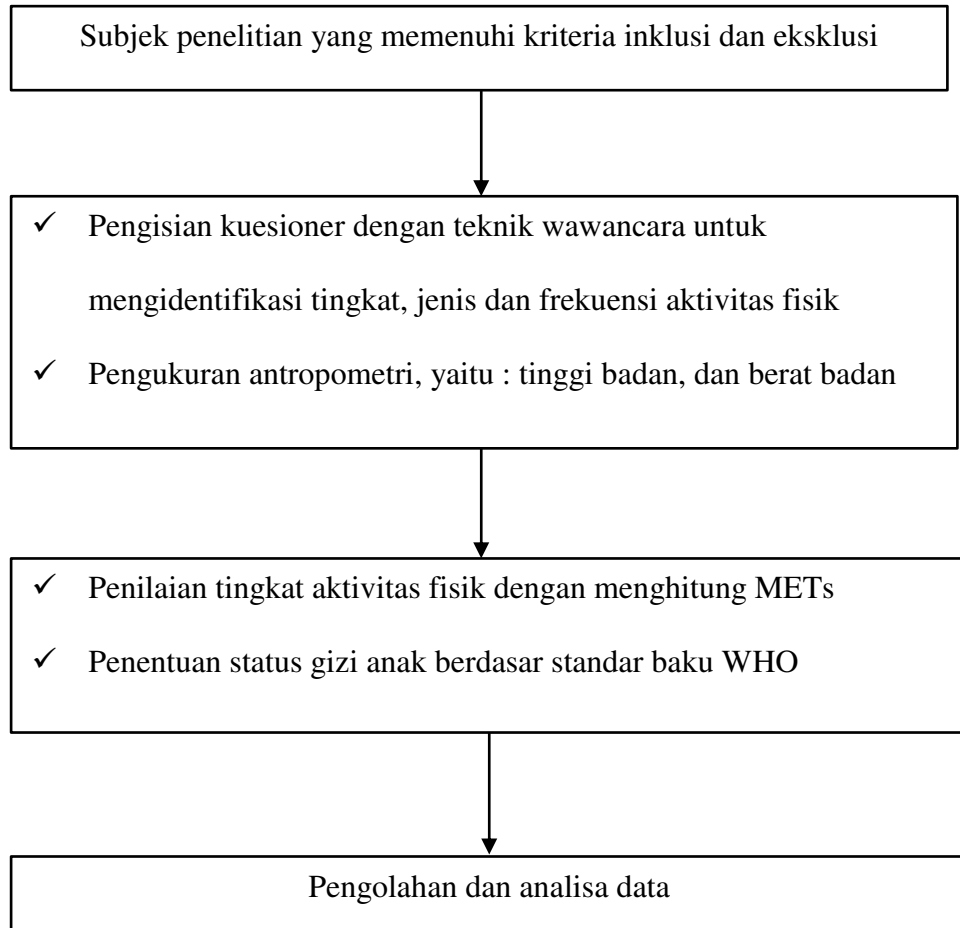 Subjek penelitian yang memenuhi kriteria inklusi dan eksklusi
✓ Pengisian kuesioner dengan teknik wawancara untuk
mengidentifikasi tingkat, jenis dan frekuensi aktivitas fisik
✓ Pengukuran antropometri, yaitu : tinggi badan, dan berat badan
✓ Penilaian tingkat aktivitas fisik dengan menghitung METs
✓ Penentuan status gizi anak berdasar standar baku WHO
Pengolahan dan analisa data